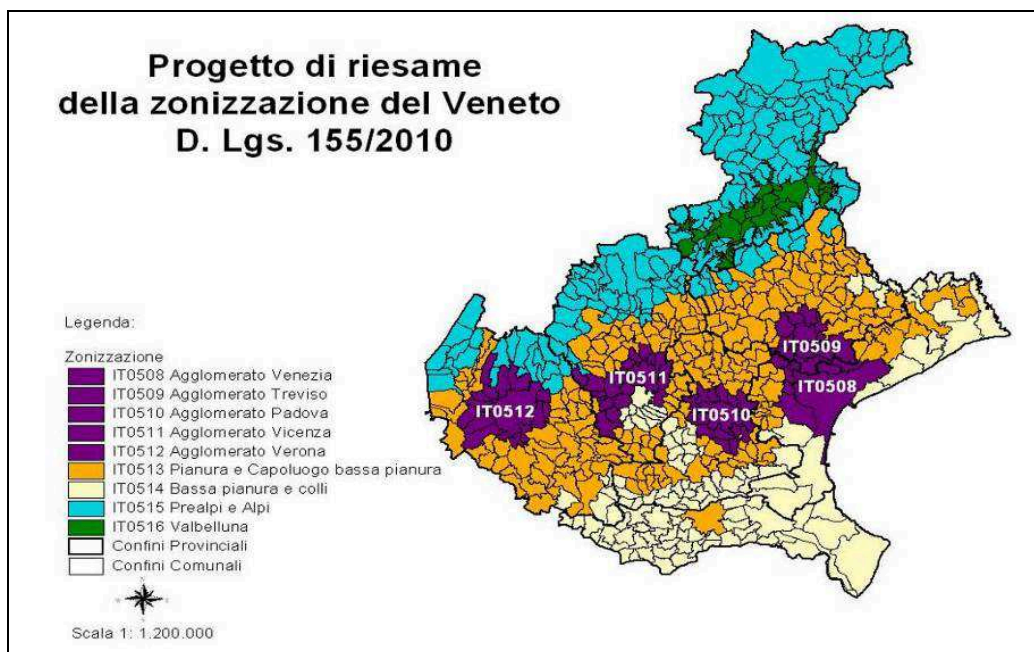 Progetto di riesame
della zonizzazione del Veneto
D. Lgs. 155/2010
IT0509
IT0511
IT0508
IT0512
IT0510
Legenda:
Zonizzazione
IT0508 Agglomerato Venezia
IT0509 Agglomerato Treviso
IT0510 Agglomerato Padova
IT0511 Agglomerato Vicenza
IT0512 Agglomerato Verona
IT0513 Pianura e Capoluogo bassa pianura
IT0514 Bassa pianura e colli
IT0515 Prealpi e Alpi
IT0516 Valbelluna
Confini Provinciali
Confini Comunali
Scala 1: 1.200.000